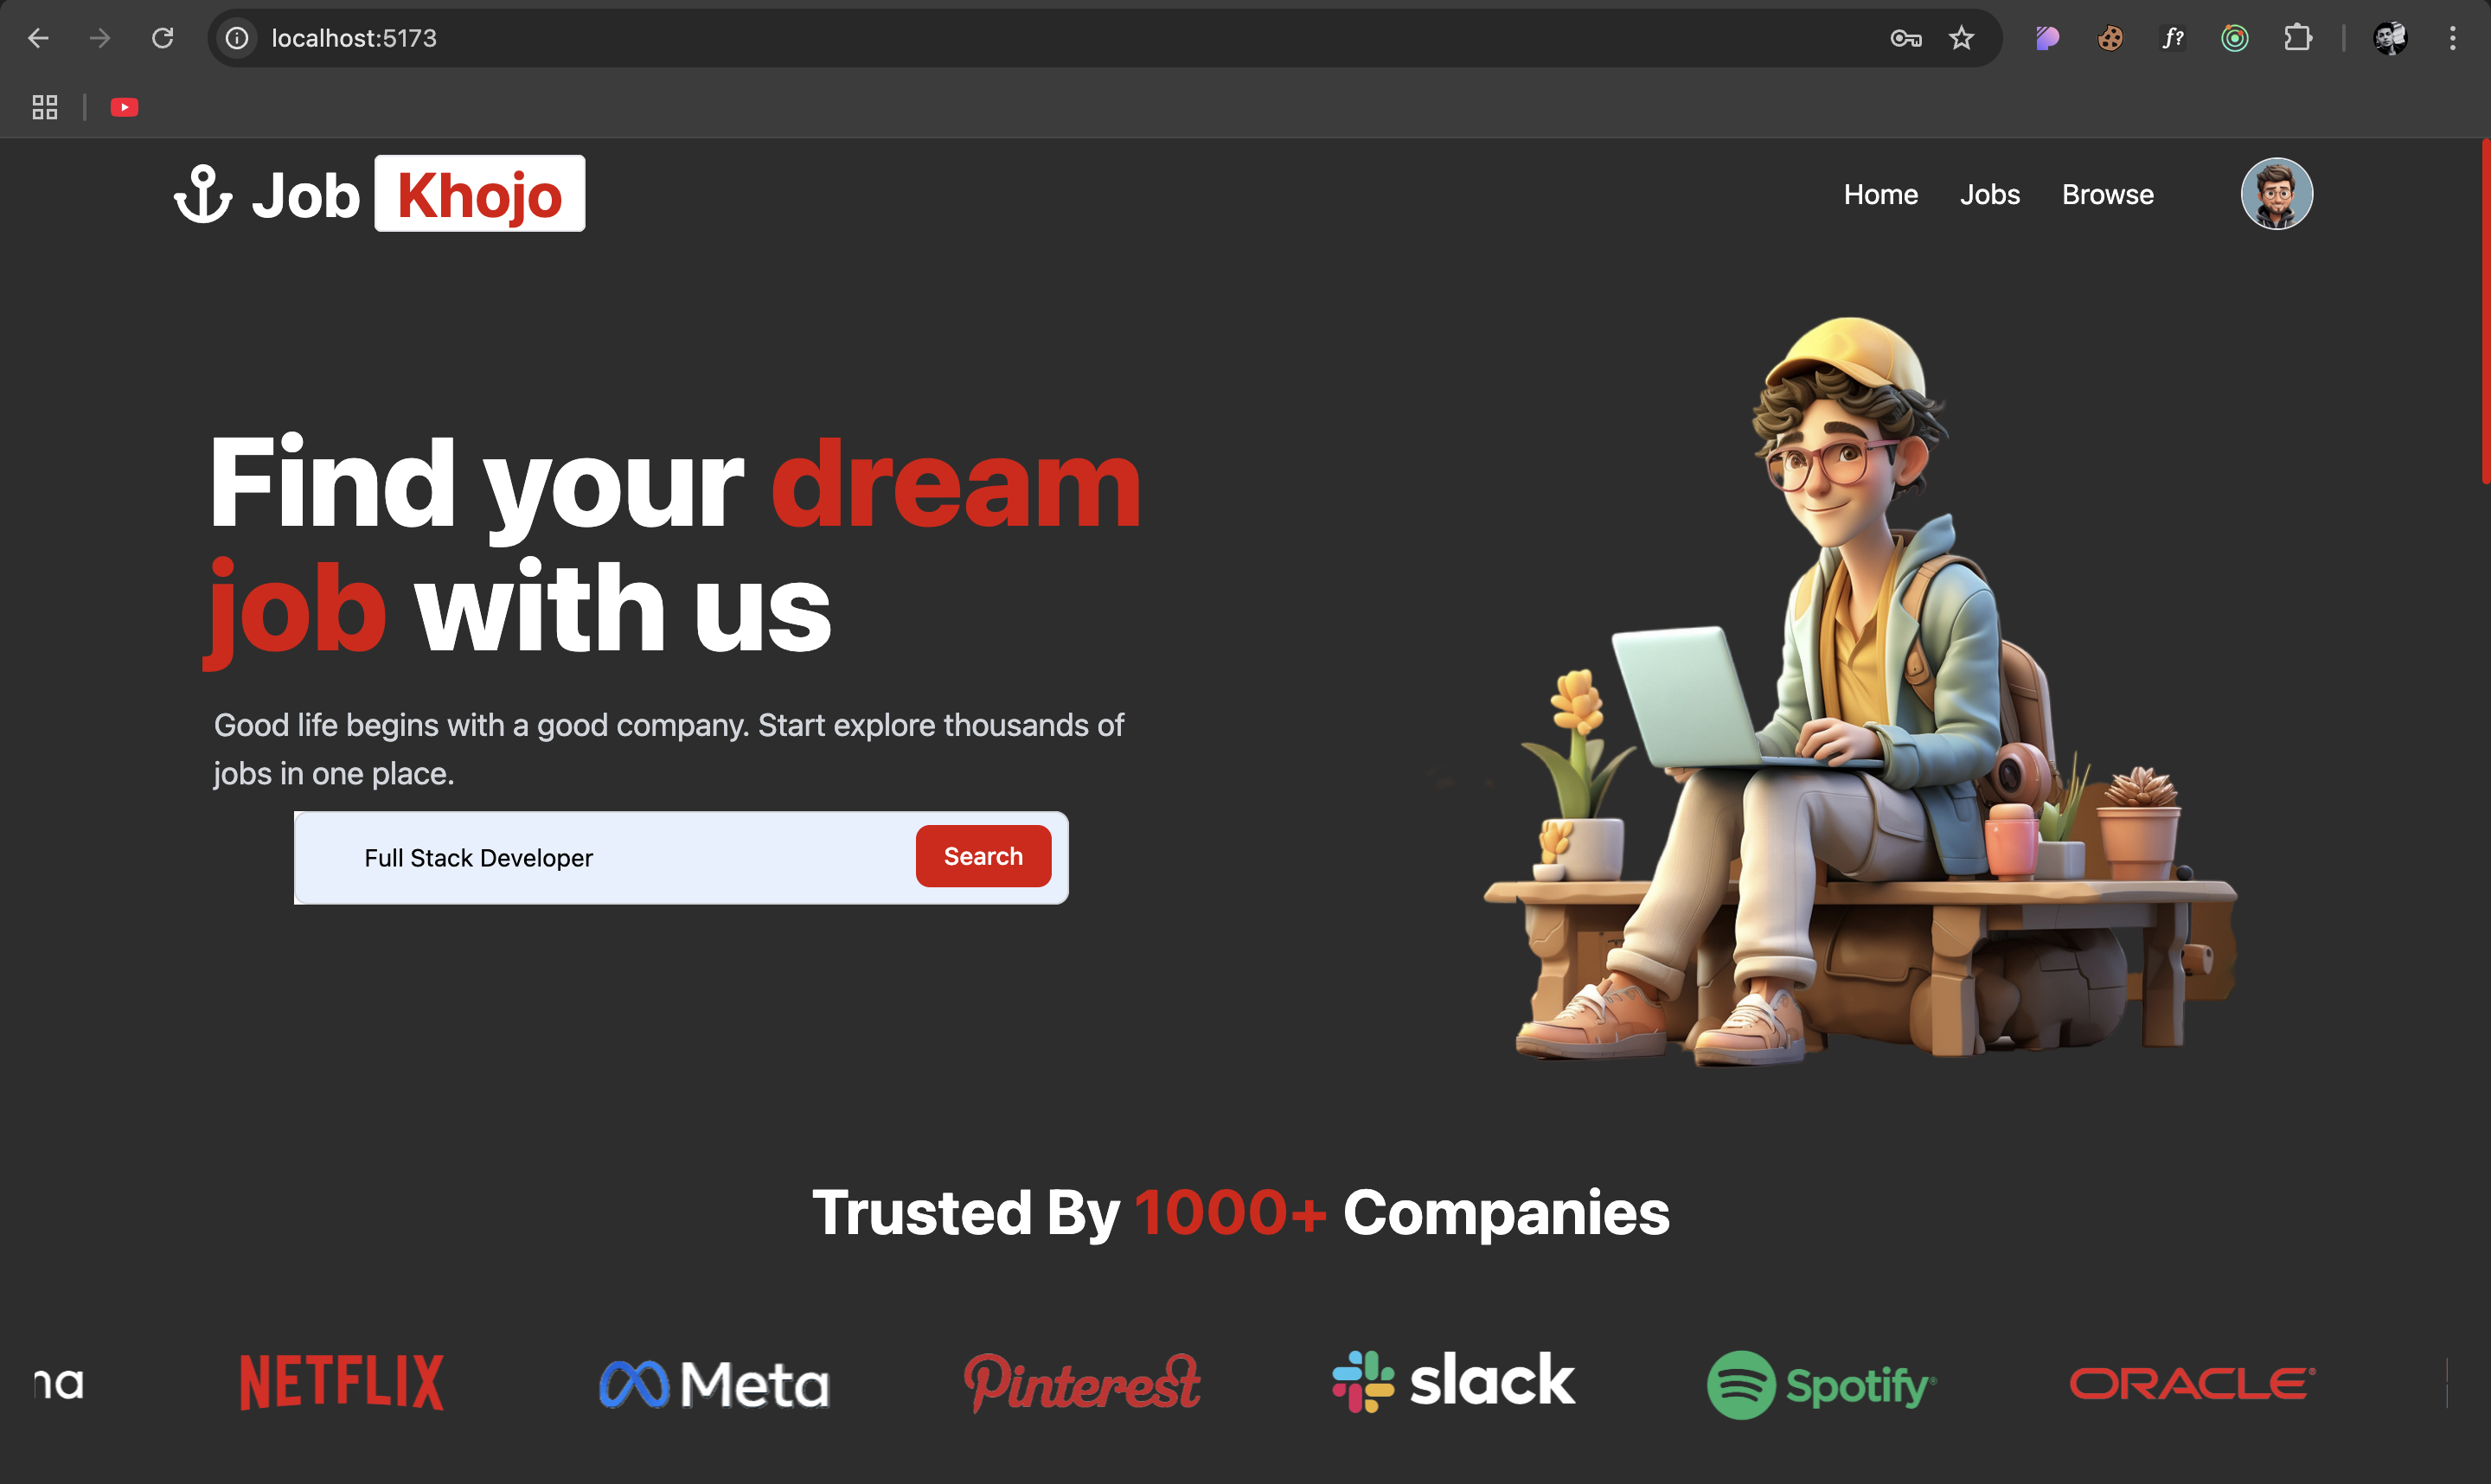 localhost:5173
f?
Job Khojo
Home Jobs Browse
Find your dream
job with us
Good life begins with a good company. Start explore thousands of
jobs in one place.
Full Stack Developer Search
Trusted By 1000+ Companies
NETFLIX Meta Pinterest slack Spotify ORACLE